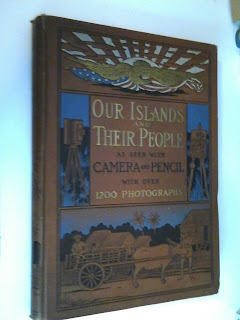 OUR ISLANDS
AND
THEIR PEOPLE
AS SEEN WITH
CAMERA AND PENCIL
WITH OVER
1200 PHOTOGRAPHS